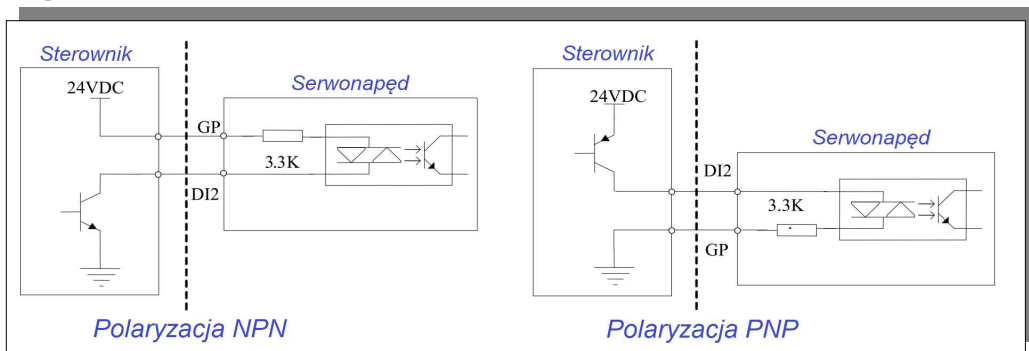 Sterownik
24VDC
Serwonapęd
GP
3.3K
DI2
Polaryzacja NPN
Sterownik
24VDC
Serwonapęd
DI2
3.3K
GP
Polaryzacja PNP